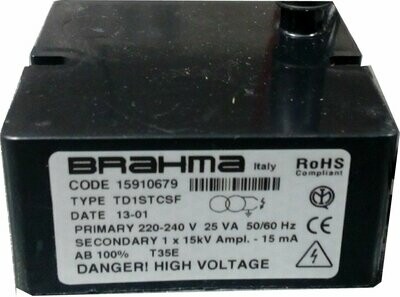 BRAHMA Italy RoHS
Compliant
CODE 15910679
TYPE TD1STCSF
DATE 13-01
PRIMARY 220-240 V 25 VA 50/60 Hz
SECONDARY 1 x 15kV Ampl. - 15 mA
AB 100% T35E
DANGER! HIGH VOLTAGE